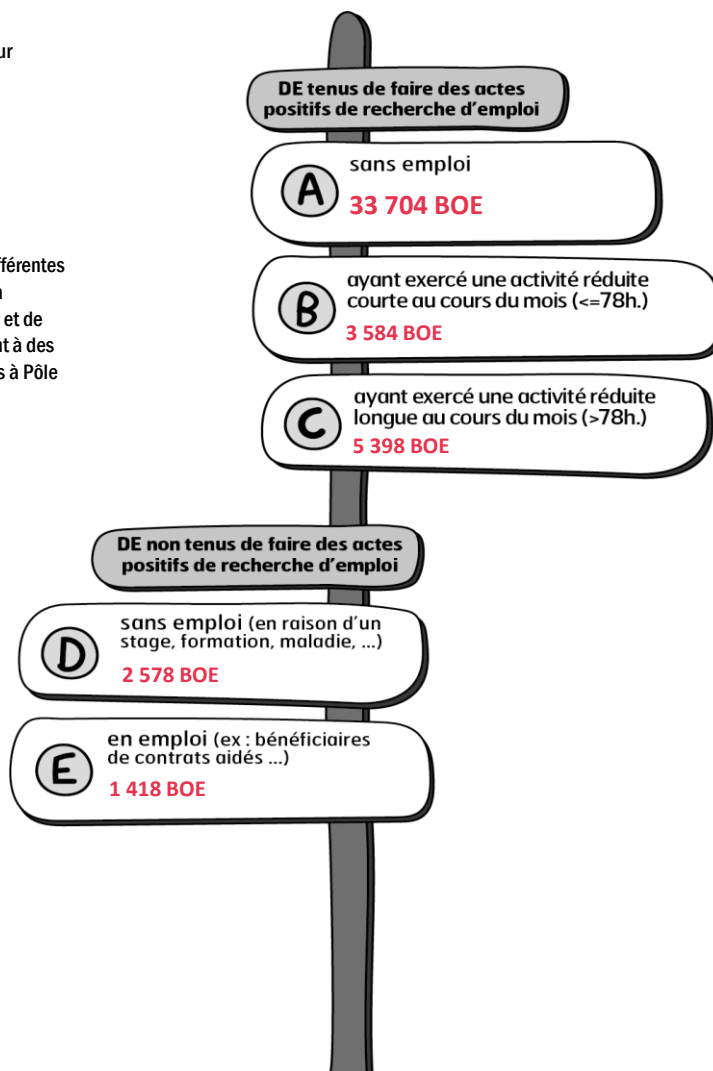 ur
DE tenus de faire des actes
positifs de recherche d'emploi
A
sans emploi
33 704 BOE
férentes
et de
t à des
s à Pôle
B
ayant exercé une activité réduite
courte au cours du mois (<=78h.)
3 584 BOE
C
ayant exercé une activité réduite
longue au cours du mois (>78h.)
5 398 BOE
DE non tenus de faire des actes
positifs de recherche d'emploi
D
sans emploi (en raison d'un
stage, formation, maladie, ...)
2 578 BOE
E
en emploi (ex : bénéficiaires
de contrats aidés ...)
1 418 BOE